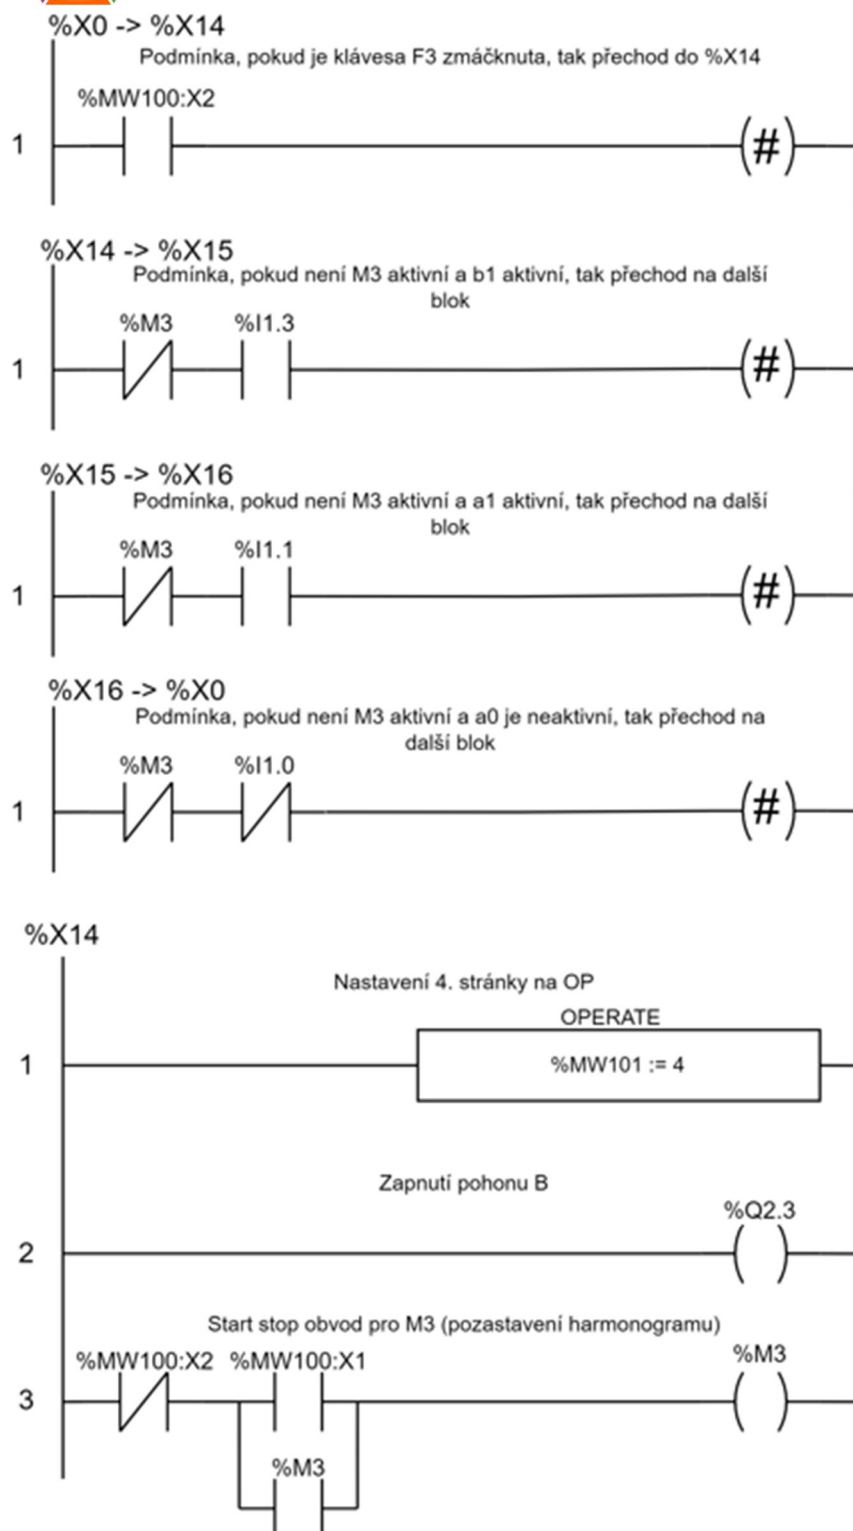 %X0 -> %X14
Podmínka, pokud je klávesa F3 zmáčknuta, tak přechod do %X14
%MW100:X2
1
(#)
%X14 -> %X15
Podmínka, pokud není M3 aktivní a b1 aktivní, tak přechod na další
blok
%M3 %I1.3
1
(#)
%X15 -> %X16
Podmínka, pokud není M3 aktivní a a1 aktivní, tak přechod na další
blok
%M3 %I1.1
1
(#)
%X16 -> %X0
Podmínka, pokud není M3 aktivní a a0 je neaktivní, tak přechod na
další blok
%M3 %I1.0
1
(#)
%X14
Nastavení 4. stránky na OP
OPERATE
1
%MW101 := 4
Zapnutí pohonu B
%Q2.3
2
( )
Start stop obvod pro M3 (pozastavení harmonogramu)
%MW100:X2 %MW100:X1 %M3
3
( )
%M3